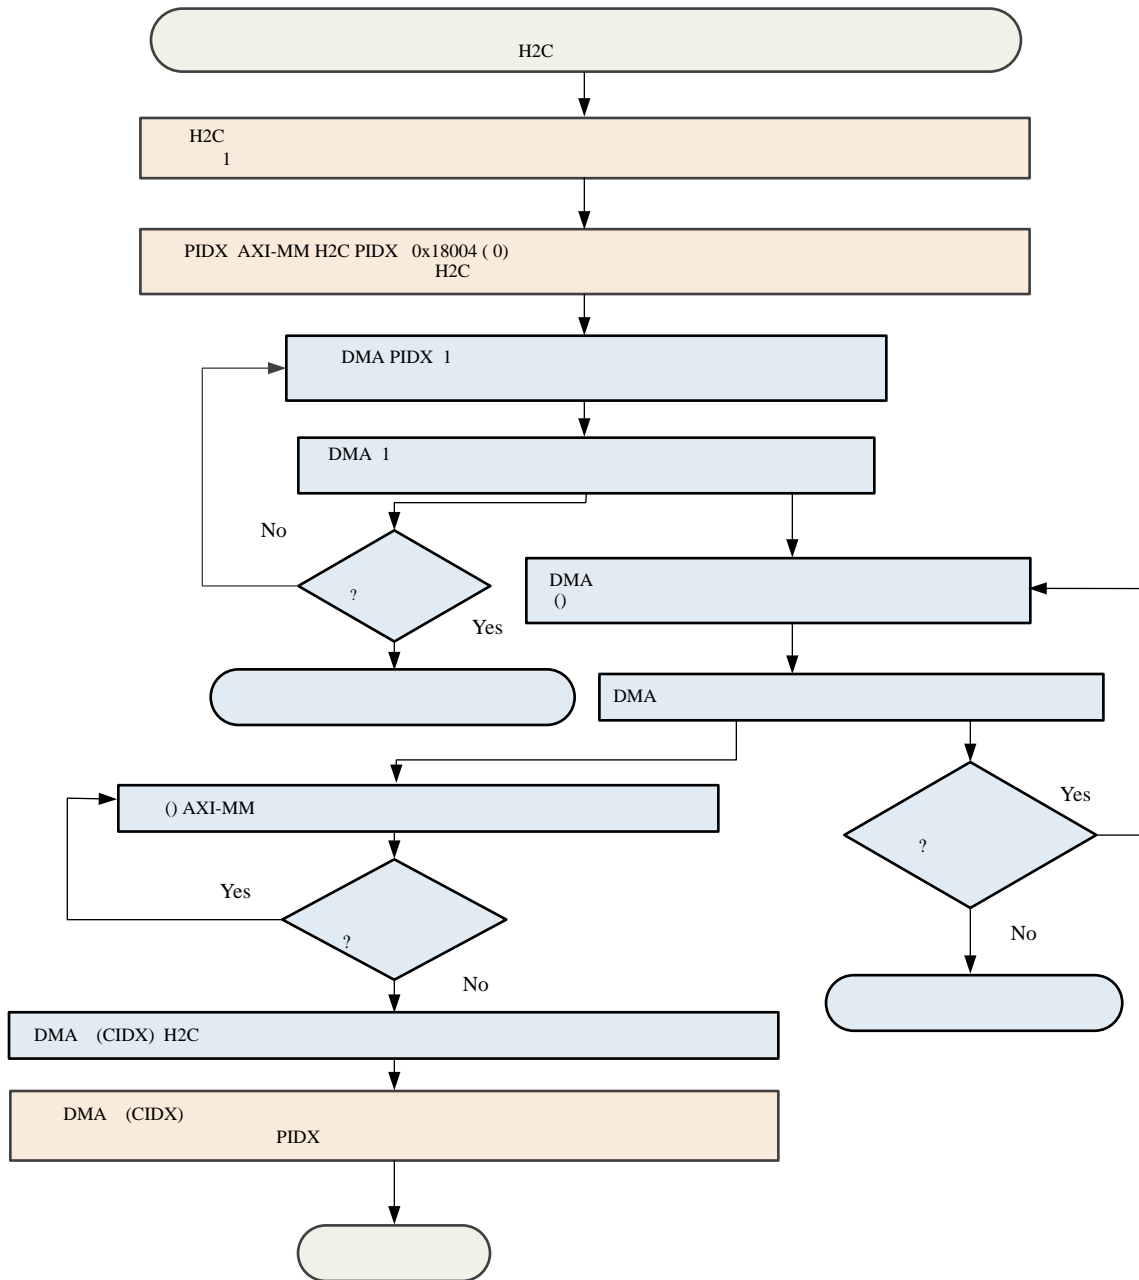 H2C
H2C
1
PIDX AXI-MM H2C PIDX 0x18004 ( 0)
H2C
DMA PIDX 1
DMA 1
No
?
Yes
DMA
()
DMA
() AXI-MM
Yes
?
Yes
?
No
No
DMA (CIDX) H2C
DMA (CIDX)
PIDX